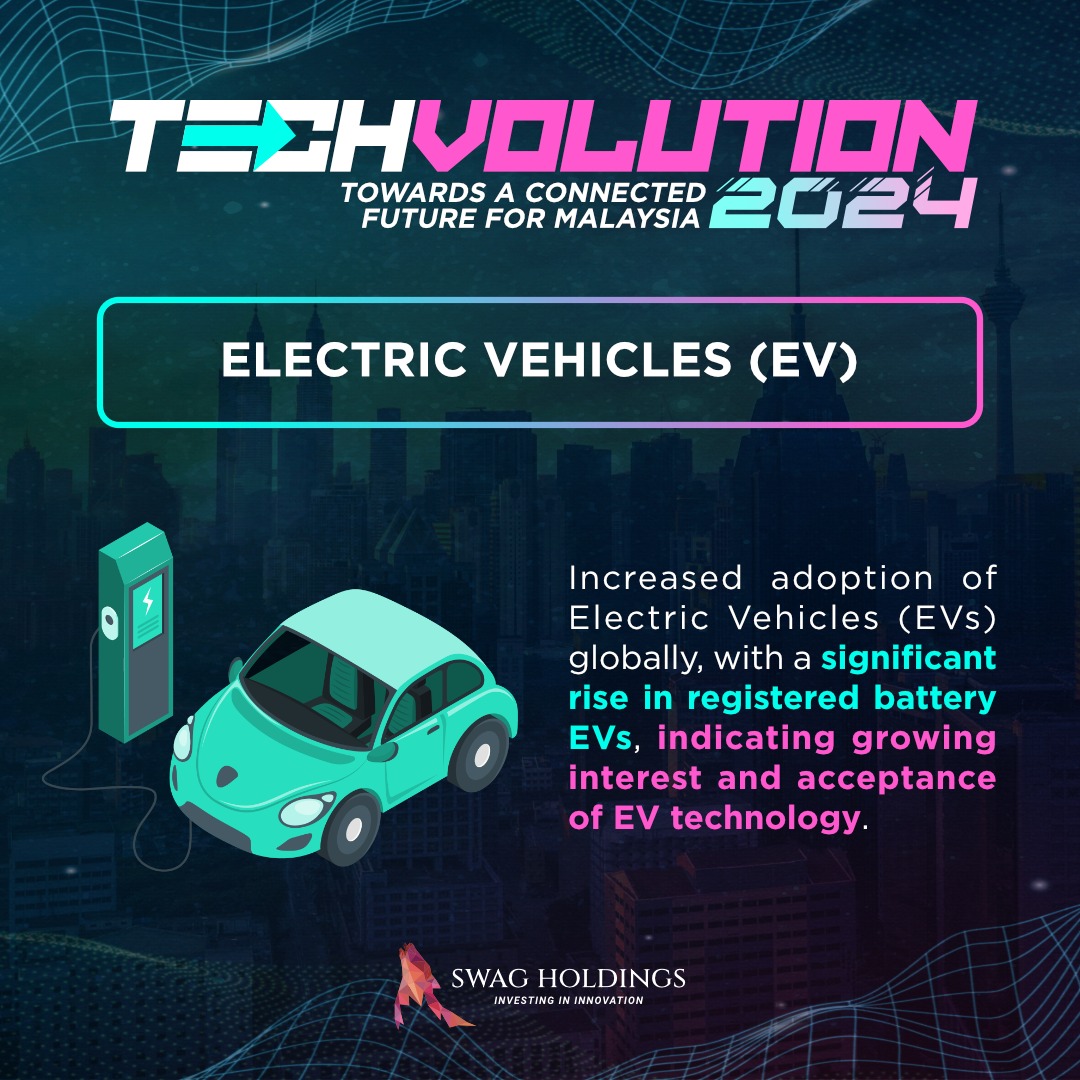 TECHVOLUTION
TOWARDS A CONNECTED
FUTURE FOR MALAYSIA 2024
ELECTRIC VEHICLES (EV)
Increased adoption of
Electric Vehicles (EVs)
globally, with a significant
rise in registered battery
EVs, indicating growing
interest and acceptance
of EV technology.
SWAG HOLDINGS
INVESTING IN INNOVATION